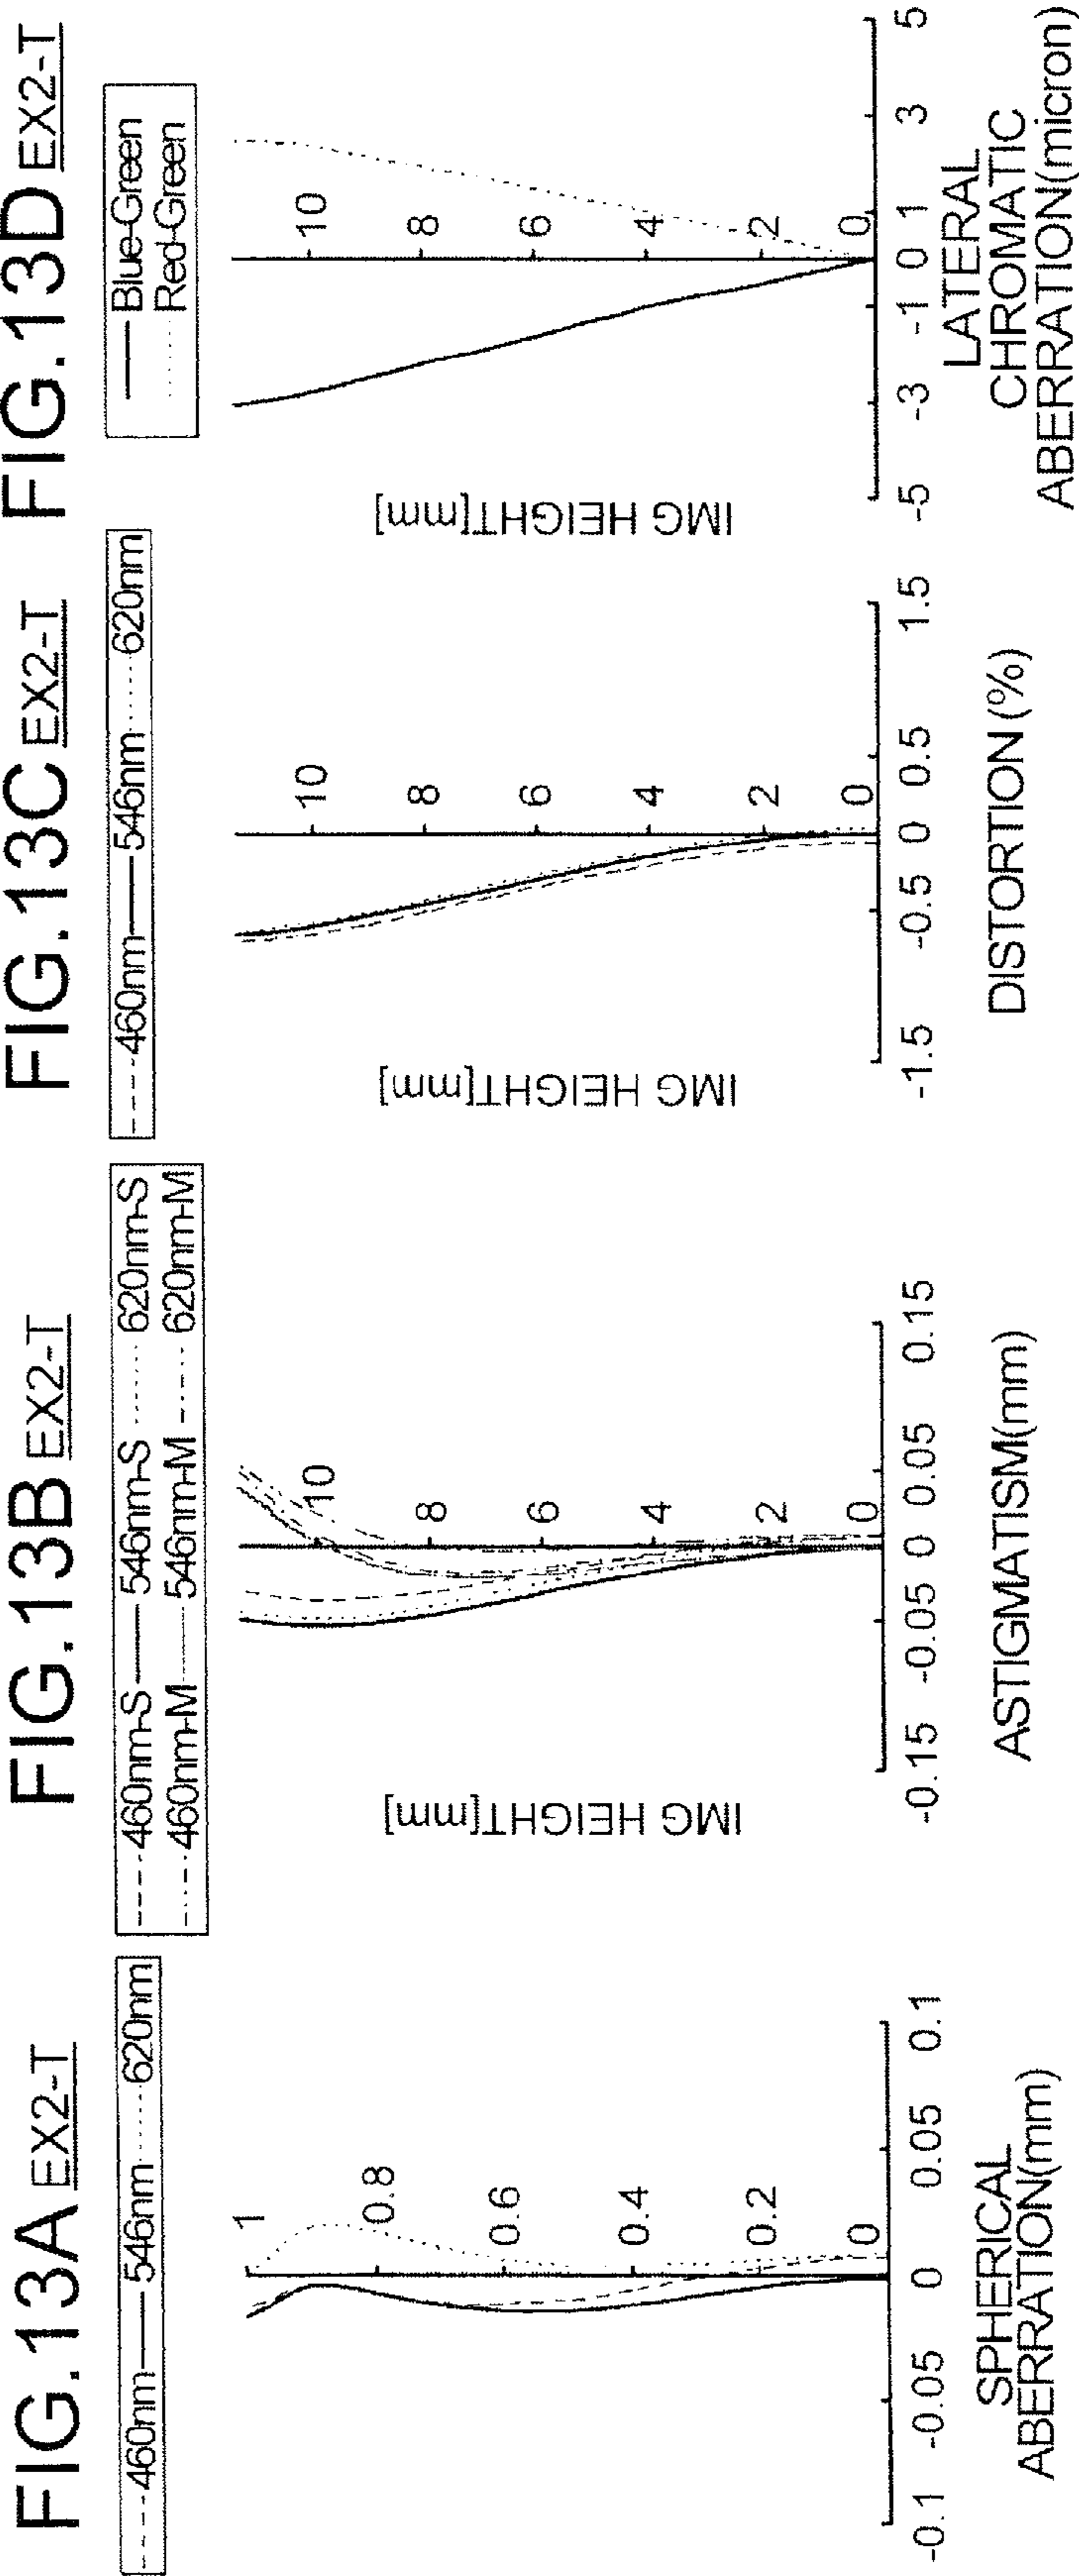 FIG.13A EX2-T
460nm 546nm 620nm
1
0.8
0.6
0.4
0.2
0
-0.1 -0.05 0 0.05 0.1
SPHERICAL
ABERRATION(mm)
FIG.13B EX2-T
460nm-S 546nm-S 620nm-S
460nm-M 546nm-M 620nm-M
IMG HEIGHT[mm]
10
8
6
4
2
0
-0.15 -0.05 0 0.05 0.15
ASTIGMATISM(mm)
FIG.13C EX2-T
460nm 546nm 620nm
IMG HEIGHT[mm]
10
8
6
4
2
0
-1.5 -0.5 0 0.5 1.5
DISTORTION (%)
FIG.13D EX2-T
Blue-Green
Red-Green
IMG HEIGHT[mm]
10
8
6
4
2
0
-5 -3 -1 0 1 3 5
LATERAL
CHROMATIC
ABERRATION(micron)